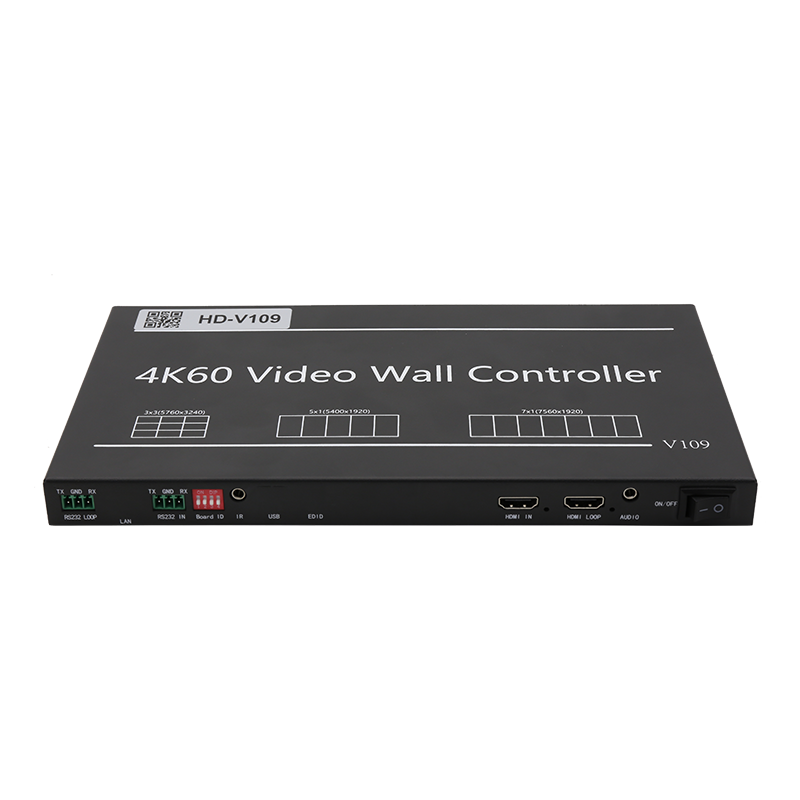 HD-V109
4K60 Video Wall Controller
3x3(5760x3240)
5x1(5400x1920)
7x1(7560x1920)
V109
TX GND RX
RS232 LOOP
LAN
TX GND RX
RS232 IN
Board ID
IR
USB
EDID
HDMI IN
HDMI LOOP
AUDIO
ON/OFF